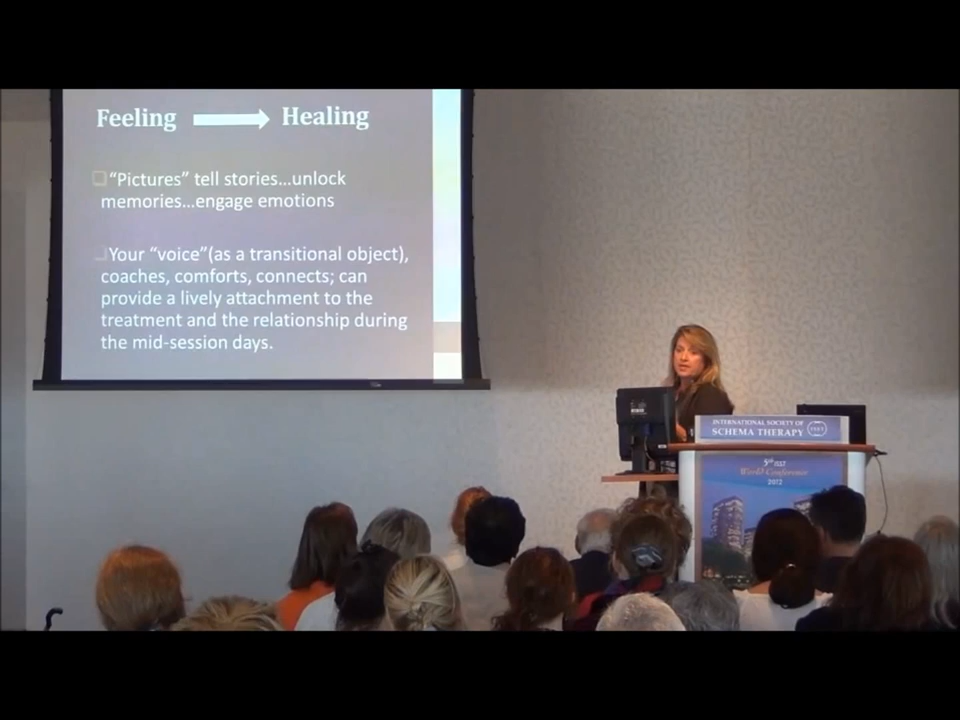 Feeling Healing
“Pictures” tell stories...unlock
memories...engage emotions
Your “voice”(as a transitional object),
coaches, comforts, connects; can
provide a lively attachment to the
treatment and the relationship during
the mid-session days.
INTERNATIONAL SOCIETY OF
SCHEMA THERAPY
5th ISST
World Conference
2012